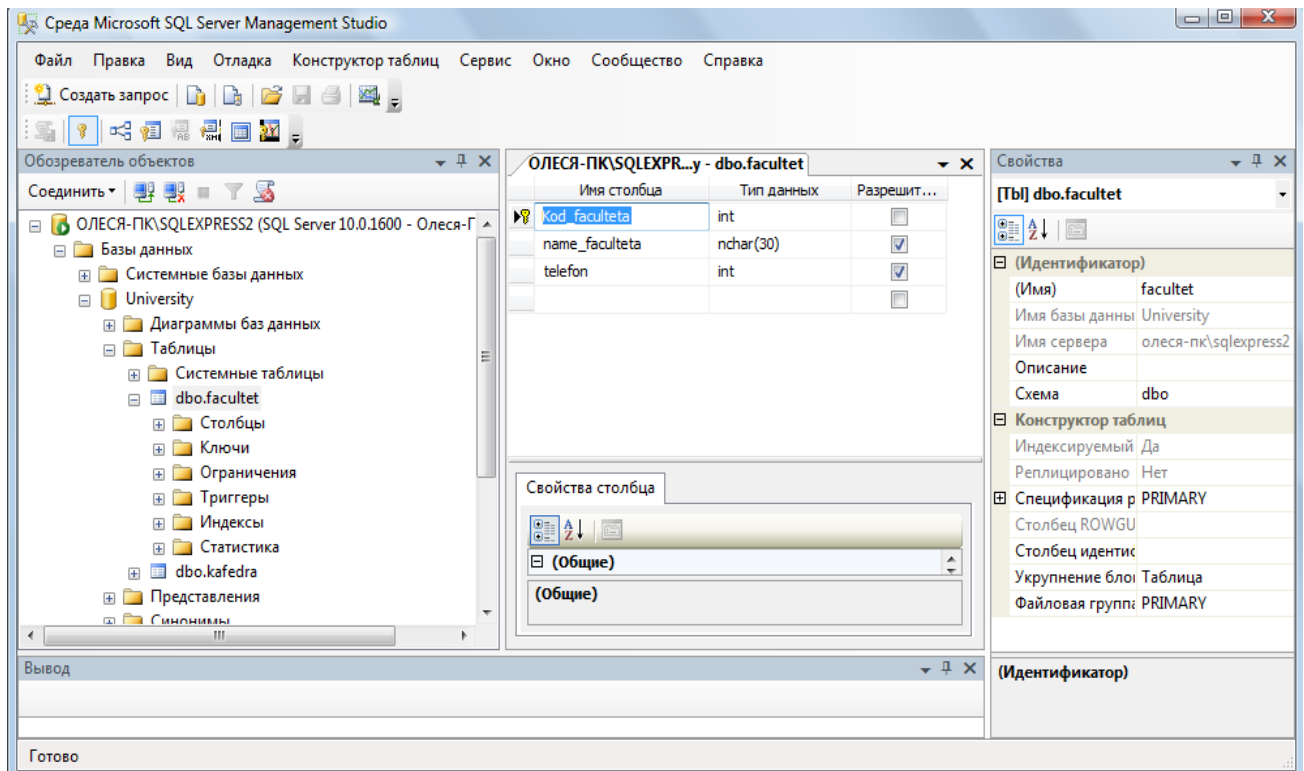 Среда Microsoft SQL Server Management Studio
Файл Правка Вид Отладка Конструктор таблиц Сервис Окно Сообщество Справка
Создать запрос
Обозреватель объектов
Соединить
ОЛЕСЯ-ПК\SQLEXPRESS2 (SQL Server 10.0.1600 - Олеся-П
Базы данных
Системные базы данных
University
Диаграммы баз данных
Таблицы
Системные таблицы
dbo.facultet
Столбцы
Ключи
Ограничения
Триггеры
Индексы
Статистика
dbo.kafedra
Представления
Синонимы
ОЛЕСЯ-ПК\SQLEXPR...y - dbo.facultet
Имя столбца Тип данных Разрешит...
Kod_faculteta int
name_faculteta nchar(30)
telefon int
Свойства столбца
(Общие)
(Общие)
Свойства
[Tbl] dbo.facultet
(Идентификатор)
(Имя) facultet
Имя базы данны University
Имя сервера олеся-пк\sqlexpress2
Описание
Схема dbo
Конструктор таблиц
Индексируемый Да
Реплицировано Нет
Спецификация р PRIMARY
Столбец ROWGU
Столбец идентис
Укрупнение бло Таблица
Файловая группа PRIMARY
(Идентификатор)
Вывод
Готово